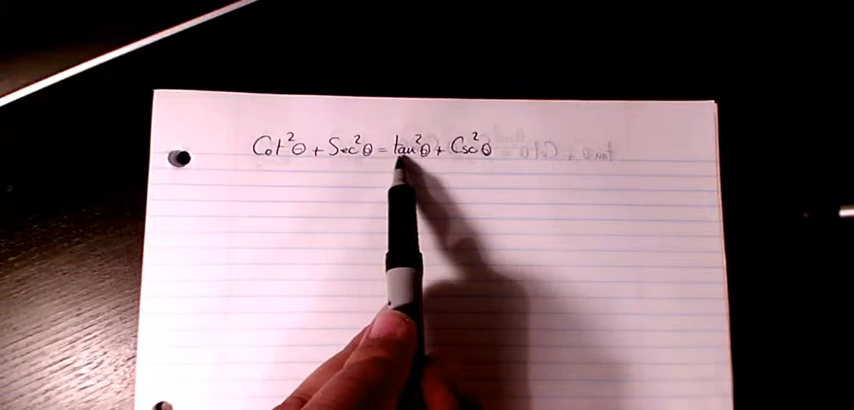 Cot²θ + Sec²θ = tan²θ + Csc²θ